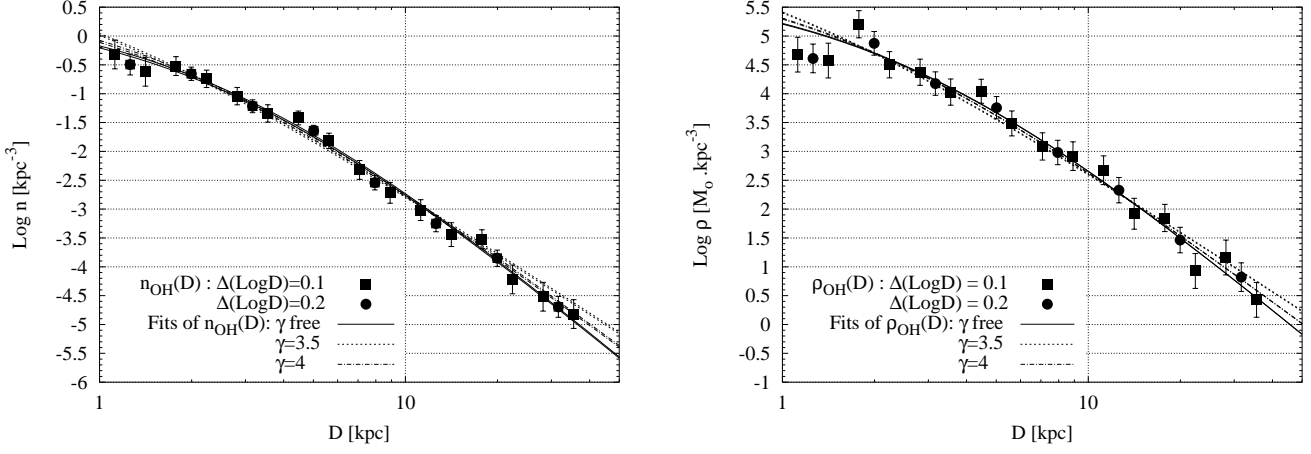 0.5
0
-0.5
-1
-1.5
-2
-2.5
-3
-3.5
-4
-4.5
-5
-5.5
-6
Log n [kpc⁻³]
n_OH(D) : Δ(LogD)=0.1
Δ(LogD)=0.2
Fits of n_OH(D): γ free
γ=3.5
γ=4
1
10
D [kpc]
5.5
5
4.5
4
3.5
3
2.5
2
1.5
1
0.5
0
-0.5
-1
Log ρ [M_o .kpc⁻³]
ρ_OH(D) : Δ(LogD) = 0.1
Δ(LogD) = 0.2
Fits of ρ_OH(D) : γ free
γ=3.5
γ=4
1
10
D [kpc]